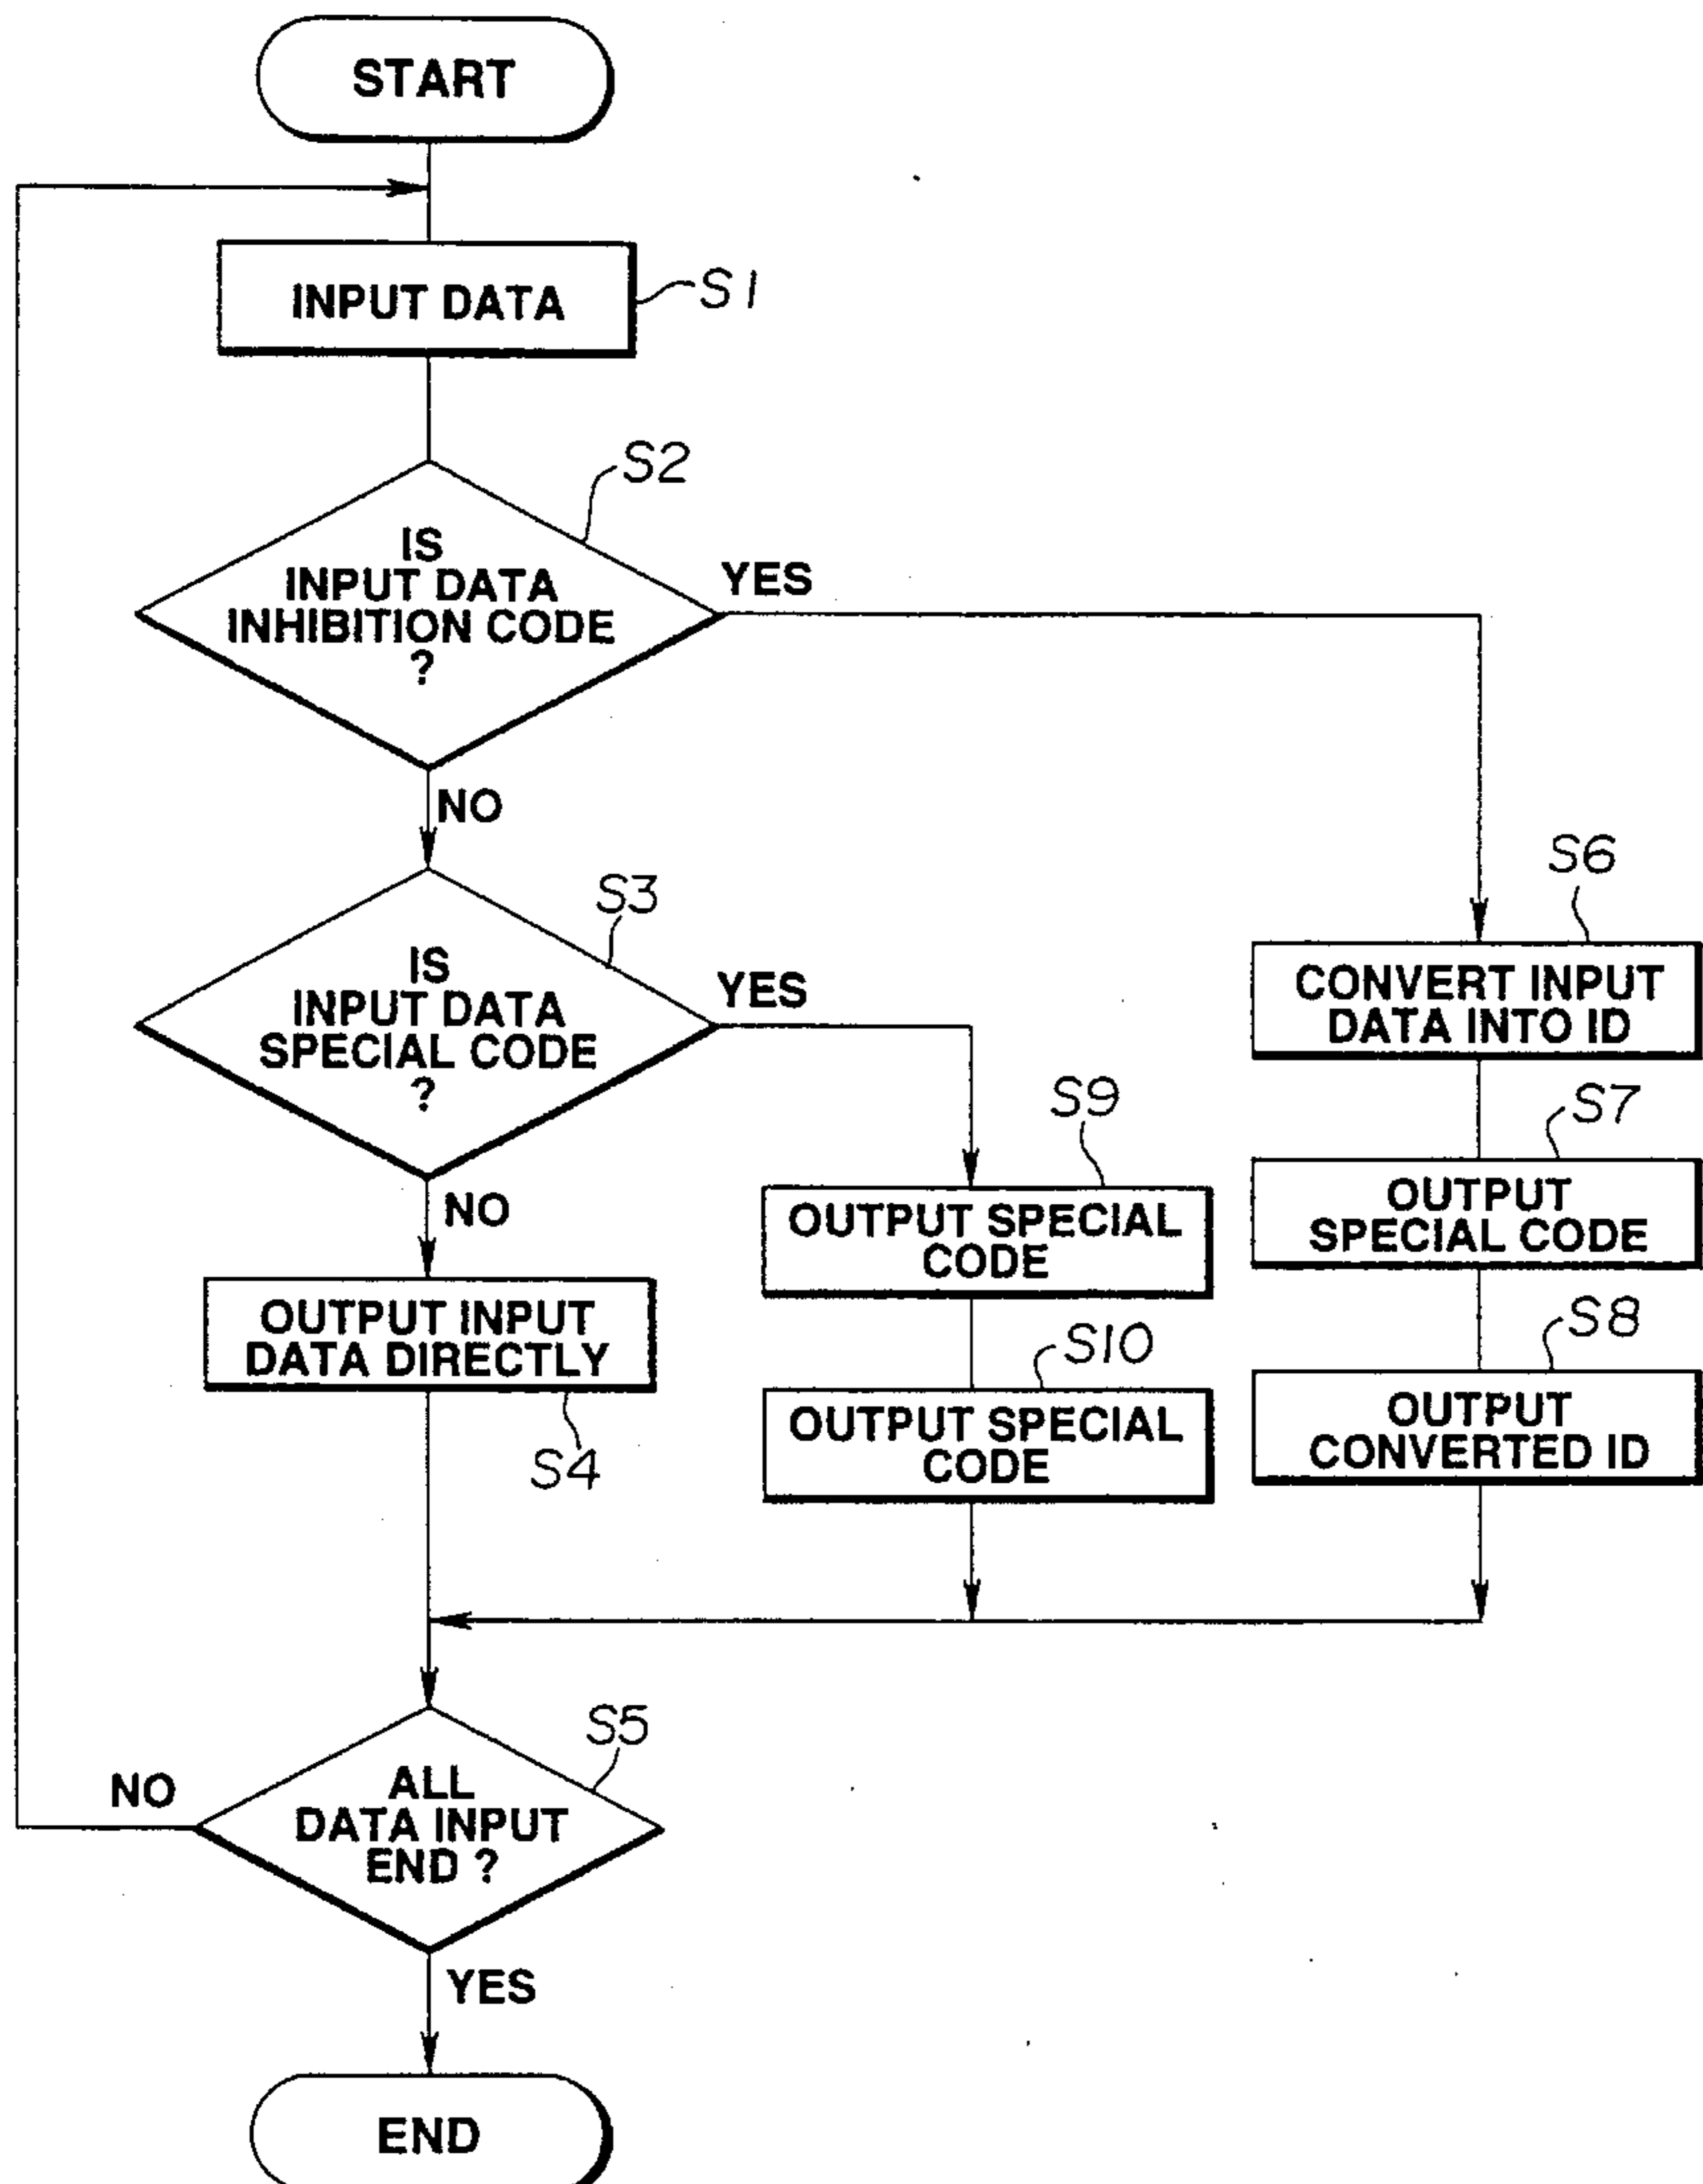 START
INPUT DATA
S1
S2
IS
INPUT DATA
INHIBITION CODE
?
YES
NO
S3
IS
INPUT DATA
SPECIAL CODE
?
YES
NO
S6
CONVERT INPUT
DATA INTO ID
S7
OUTPUT
SPECIAL CODE
S8
OUTPUT
CONVERTED ID
S9
OUTPUT SPECIAL
CODE
S10
OUTPUT SPECIAL
CODE
OUTPUT INPUT
DATA DIRECTLY
S4
S5
ALL
DATA INPUT
END ?
NO
YES
END